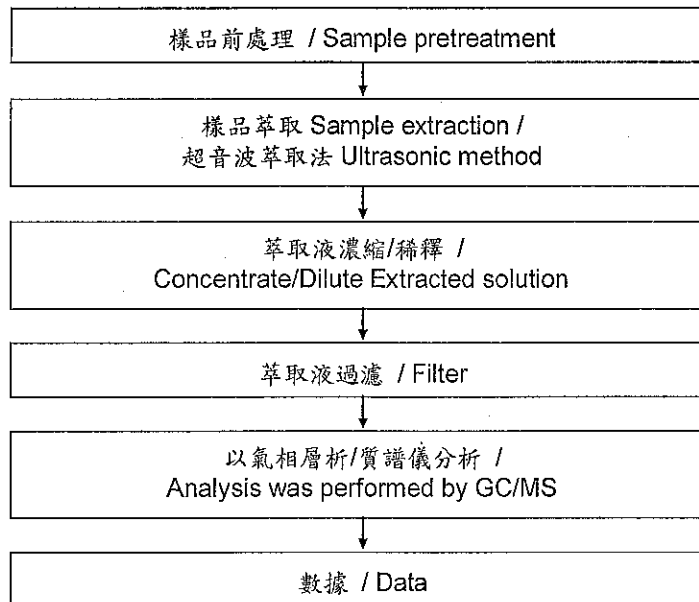 樣品前處理 / Sample pretreatment
樣品萃取 Sample extraction /
超音波萃取法 Ultrasonic method
萃取液濃縮/稀釋 /
Concentrate/Dilute Extracted solution
萃取液過濾 / Filter
以氣相層析/質譜儀分析 /
Analysis was performed by GC/MS
數據 / Data